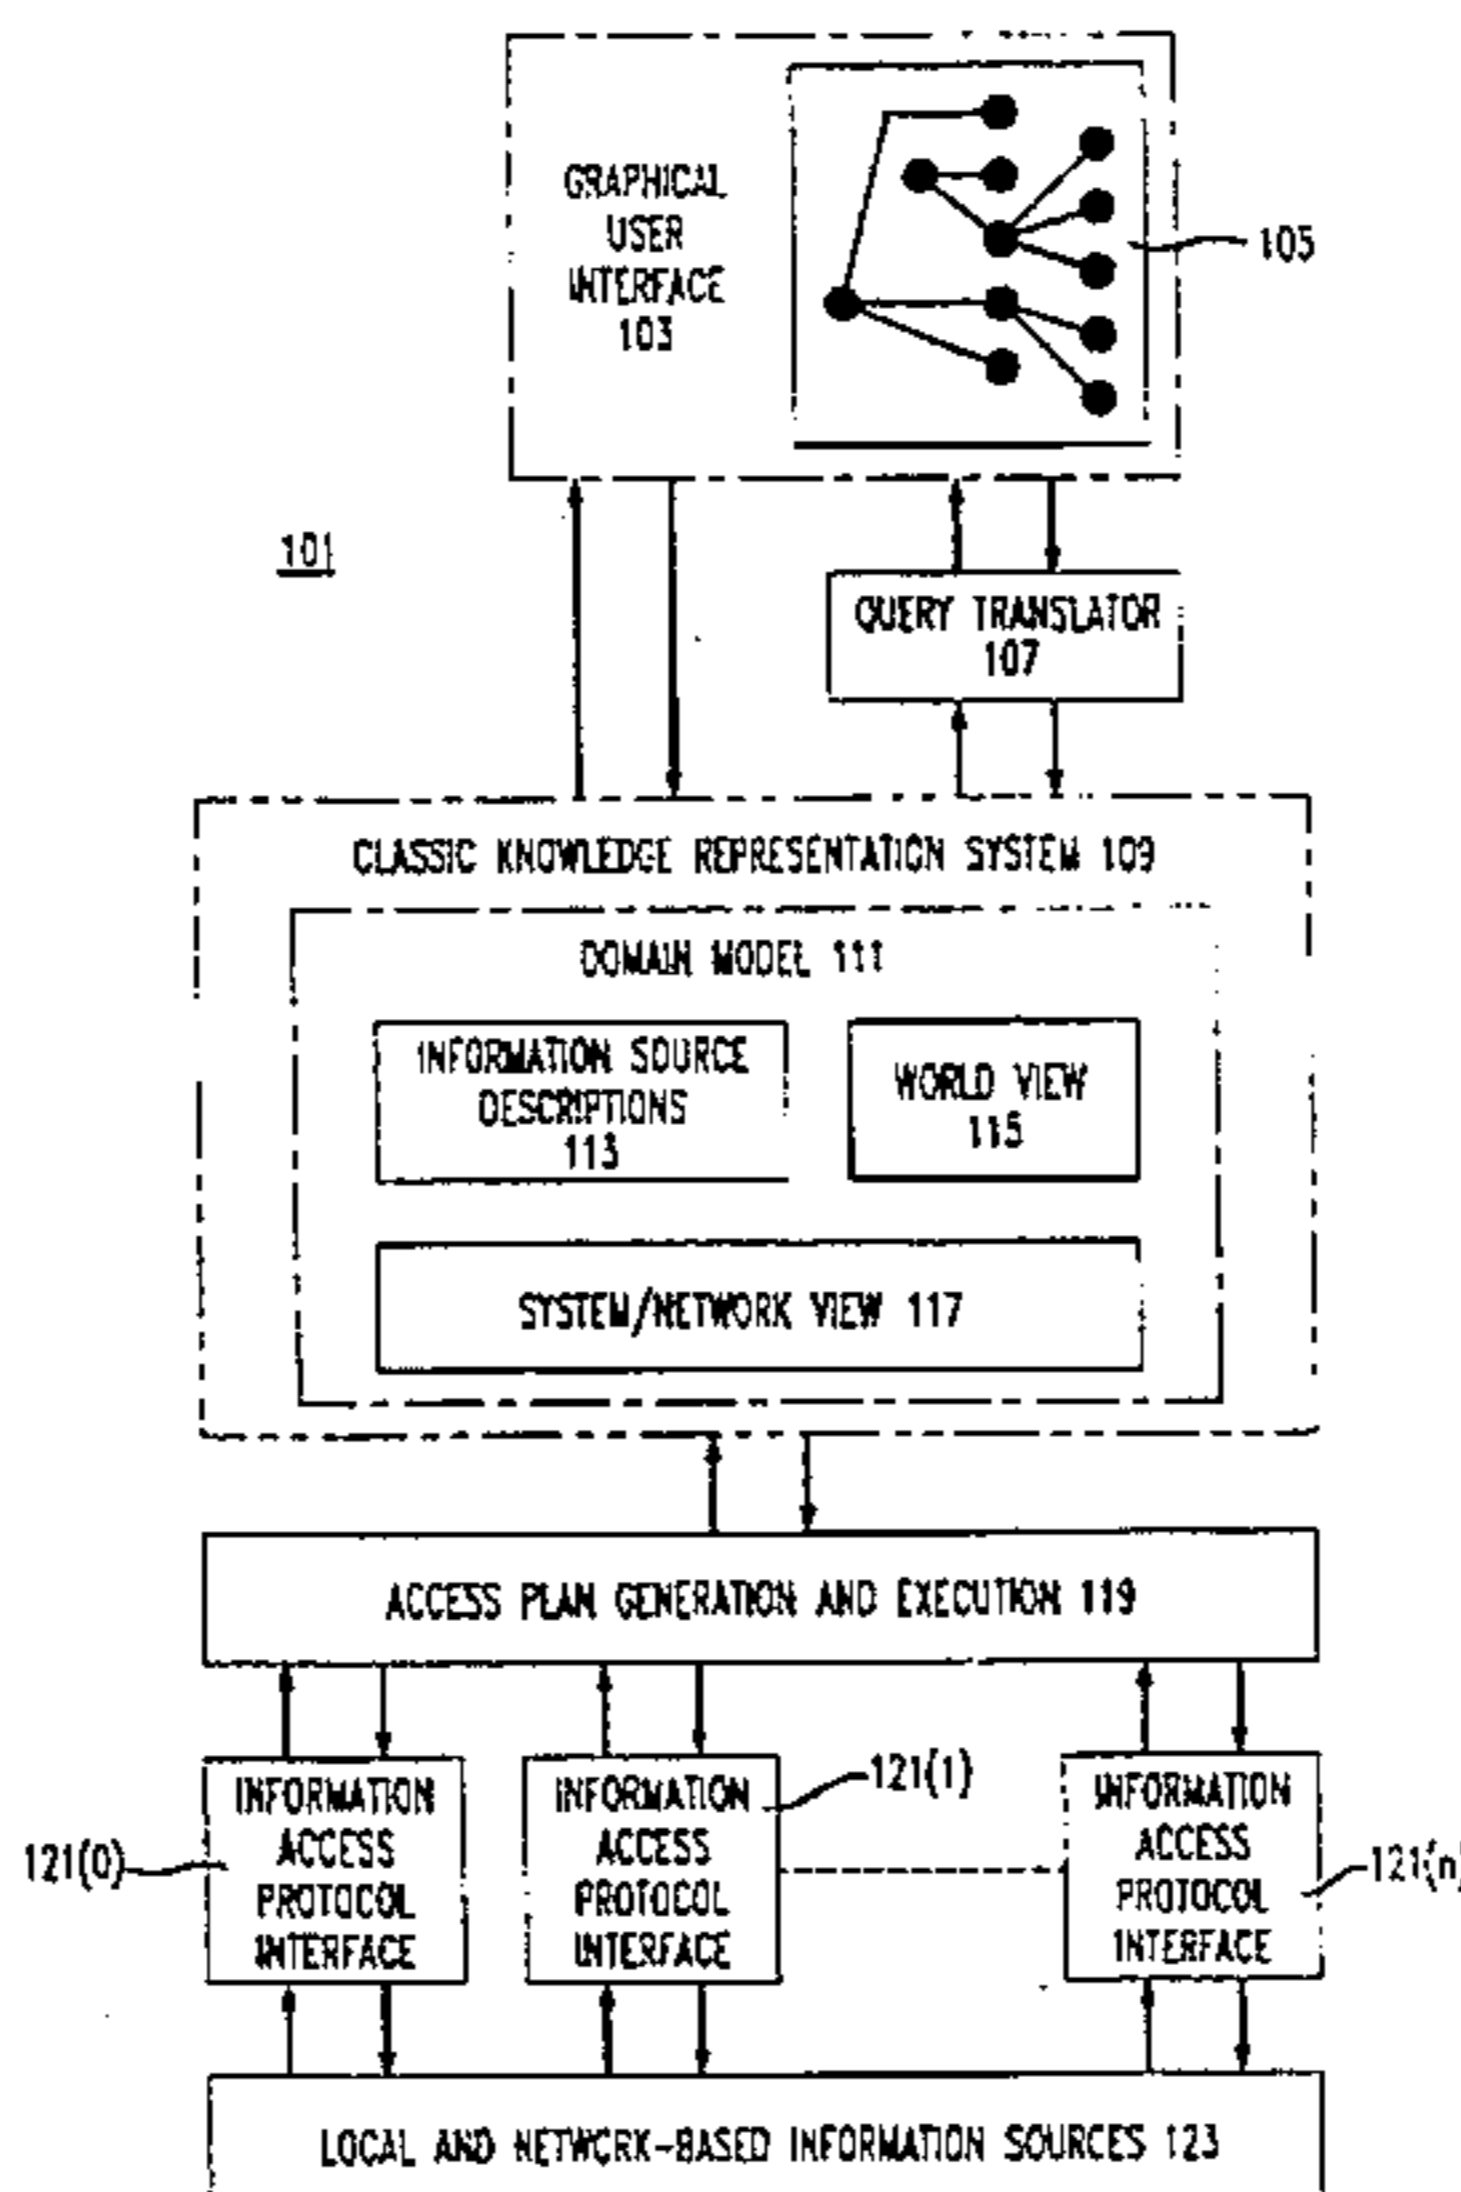 GRAPHICAL
USER
INTERFACE
103
105
101
QUERY TRANSLATOR
107
CLASSIC KNOWLEDGE REPRESENTATION SYSTEM 109
DOMAIN MODEL 111
INFORMATION SOURCE
DESCRIPTIONS
113
WORLD VIEW
115
SYSTEM/NETWORK VIEW 117
ACCESS PLAN GENERATION AND EXECUTION 119
121(0)
INFORMATION
ACCESS
PROTOCOL
INTERFACE
INFORMATION
ACCESS
PROTOCOL
INTERFACE
121(1)
INFORMATION
ACCESS
PROTOCOL
INTERFACE
121(n)
LOCAL AND NETWORK-BASED INFORMATION SOURCES 123